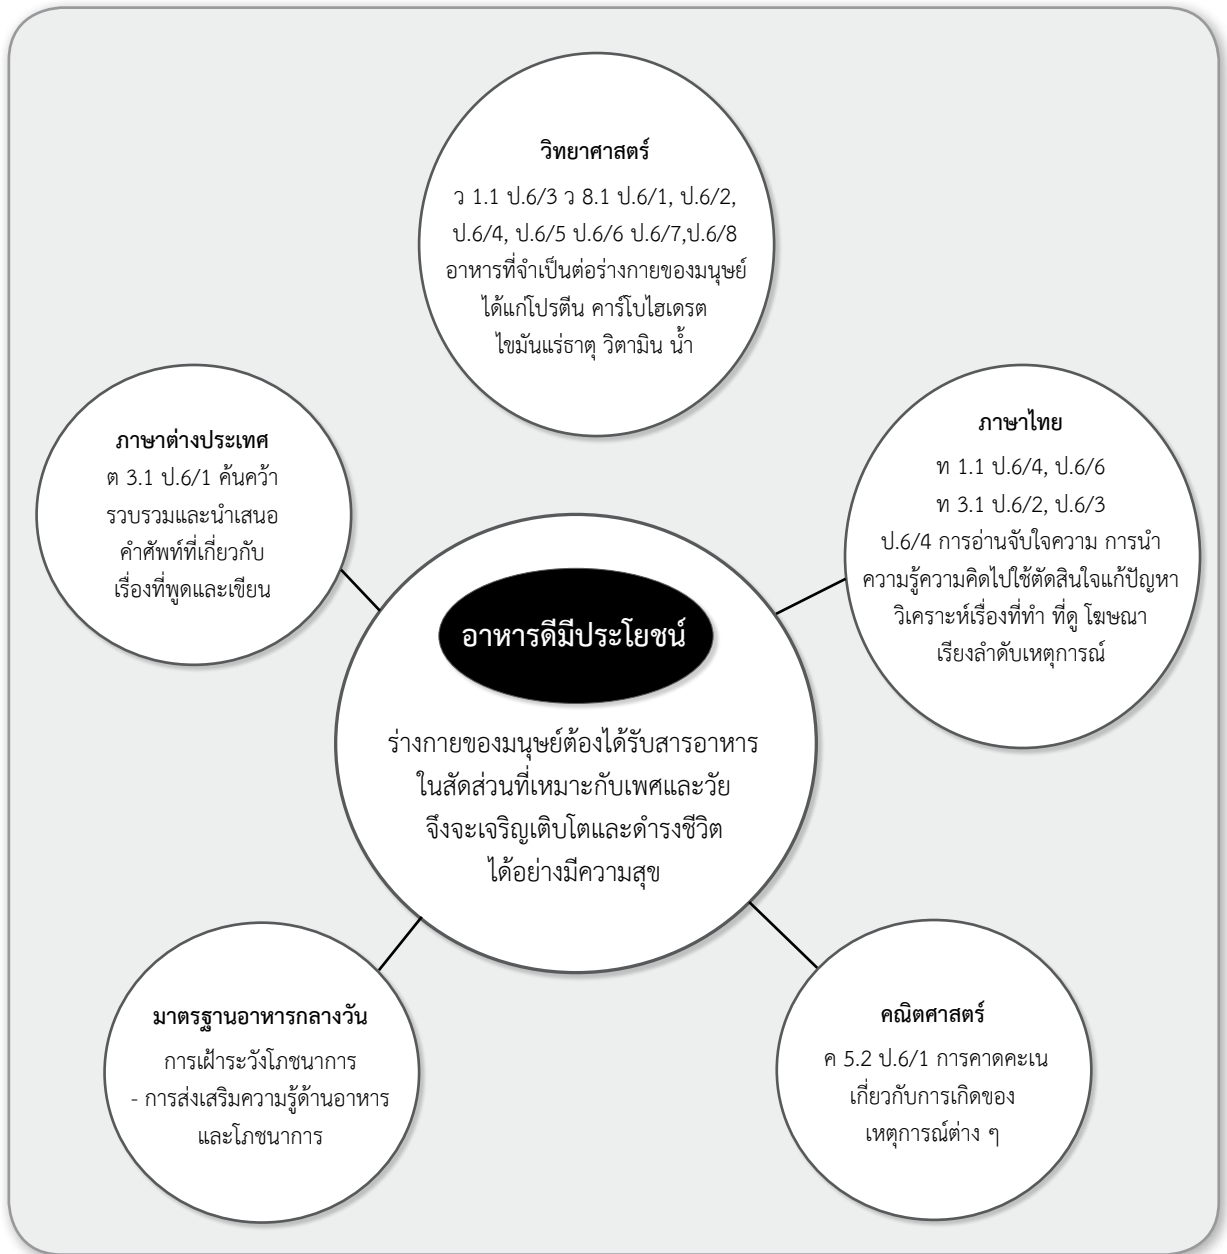 วิทยาศาสตร์
ว 1.1 ป.6/3 ว 8.1 ป.6/1, ป.6/2,
ป.6/4, ป.6/5 ป.6/6 ป.6/7,ป.6/8
อาหารที่จำเป็นต่อร่างกายของมนุษย์
ได้แก่โปรตีน คาร์โบไฮเดรต
ไขมันแร่ธาตุ วิตามิน น้ำ
ภาษาต่างประเทศ
ต 3.1 ป.6/1 ค้นคว้า
รวบรวมและนำเสนอ
คำศัพท์ที่เกี่ยวกับ
เรื่องที่พูดและเขียน
ภาษาไทย
ท 1.1 ป.6/4, ป.6/6
ท 3.1 ป.6/2, ป.6/3
ป.6/4 การอ่านจับใจความ การนำ
ความรู้ความคิดไปใช้ตัดสินใจแก้ปัญหา
วิเคราะห์เรื่องที่ทำ ที่ดู โฆษณา
เรียงลำดับเหตุการณ์
อาหารดีมีประโยชน์
ร่างกายของมนุษย์ต้องได้รับสารอาหาร
ในสัดส่วนที่เหมาะกับเพศและวัย
จึงจะเจริญเติบโตและดำรงชีวิต
ได้อย่างมีความสุข
มาตรฐานอาหารกลางวัน
การเฝ้าระวังโภชนาการ
- การส่งเสริมความรู้ด้านอาหาร
และโภชนาการ
คณิตศาสตร์
ค 5.2 ป.6/1 การคาดคะเน
เกี่ยวกับการเกิดของ
เหตุการณ์ต่าง ๆ